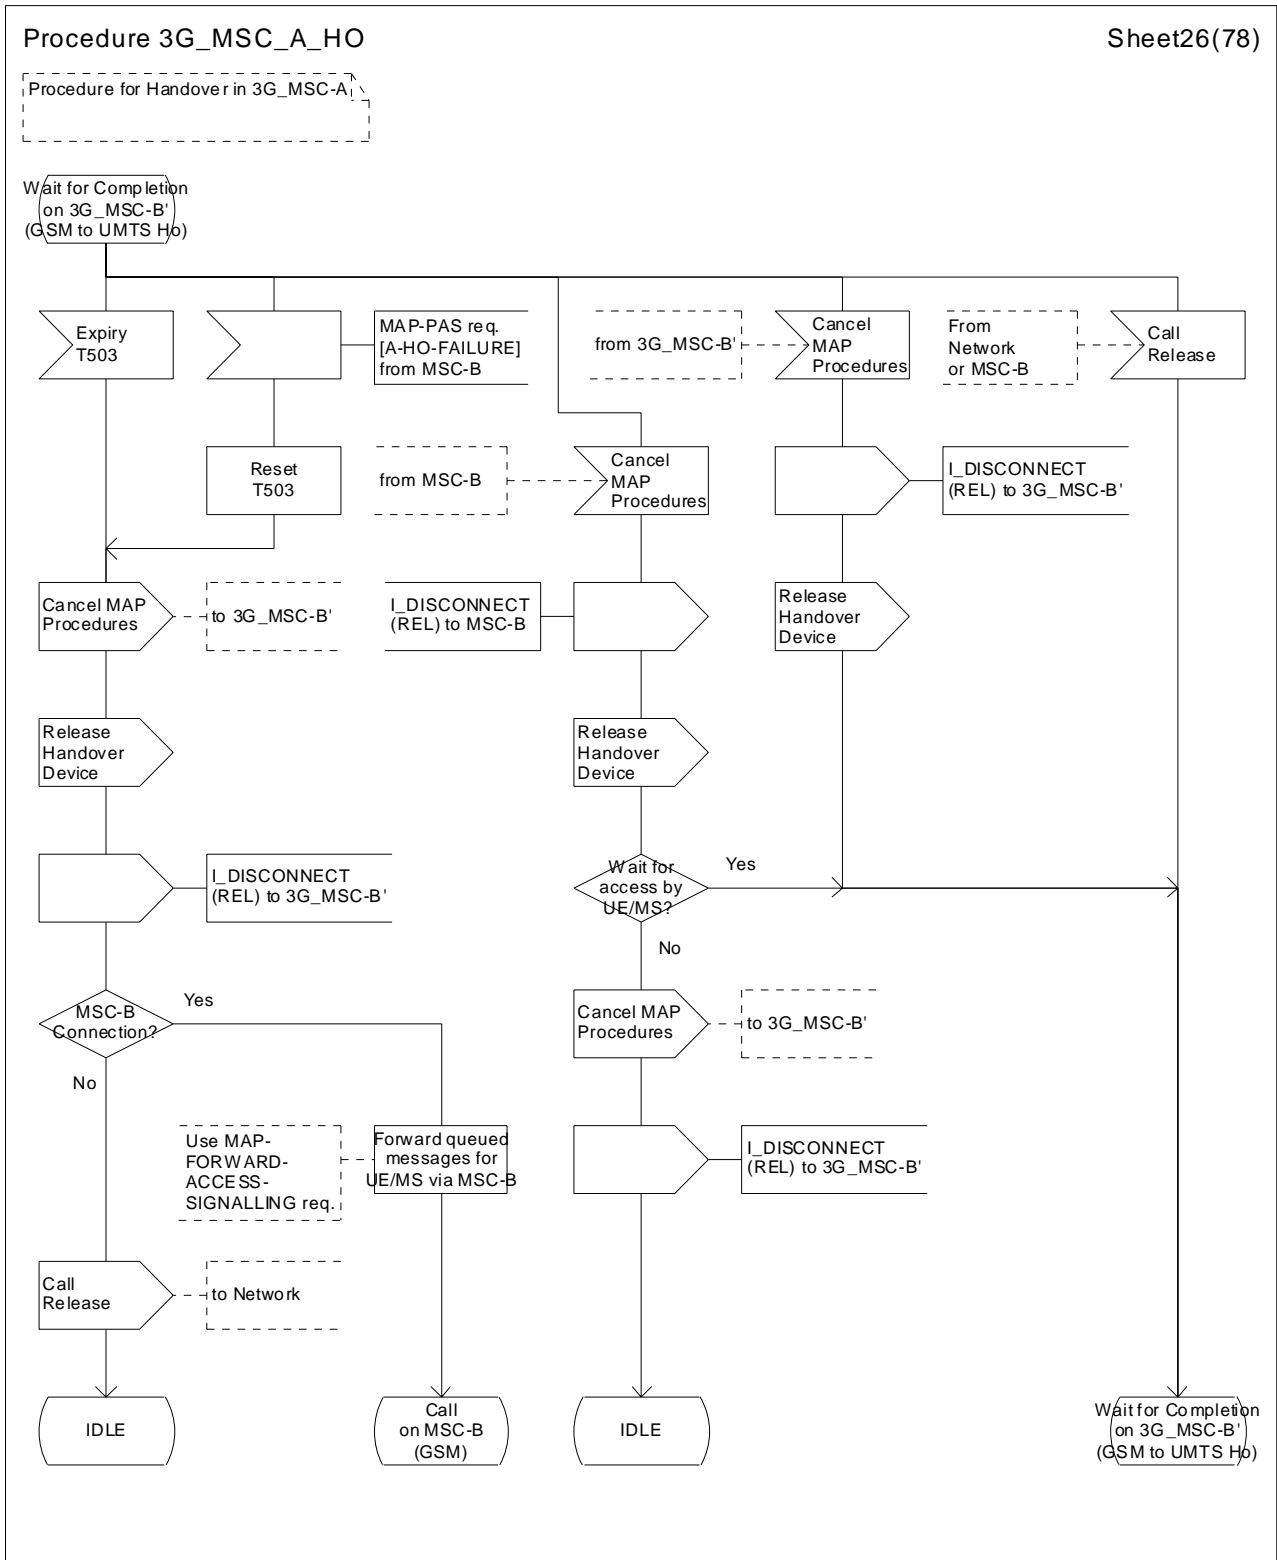 Procedure 3G_MSC_A_HO
Sheet26(78)
Procedure for Handover in 3G_MSC-A
Wait for Completion
on 3G_MSC-B'
(GSM to UMTS Ho)
Expiry
T503
MAP-PAS req.
[A-HO-FAILURE]
from MSC-B
from 3G_MSC-B'
Cancel
MAP
Procedures
From
Network
or MSC-B
Call
Release
Reset
T503
from MSC-B
Cancel
MAP
Procedures
I_DISCONNECT
(REL) to 3G_MSC-B'
Cancel MAP
Procedures
to 3G_MSC-B'
I_DISCONNECT
(REL) to MSC-B
Release
Handover
Device
Release
Handover
Device
Release
Handover
Device
I_DISCONNECT
(REL) to 3G_MSC-B'
Wait for
access by
UE/MS?
Yes
No
MSC-B
Connection?
Yes
No
Cancel MAP
Procedures
to 3G_MSC-B'
Use MAP-
FORWARD-
ACCESS-
SIGNALLING req.
Forward queued
messages for
UE/MS via MSC-B
I_DISCONNECT
(REL) to 3G_MSC-B'
Call
Release
to Network
IDLE
Call
on MSC-B
(GSM)
IDLE
Wait for Completion
on 3G_MSC-B'
(GSM to UMTS Ho)